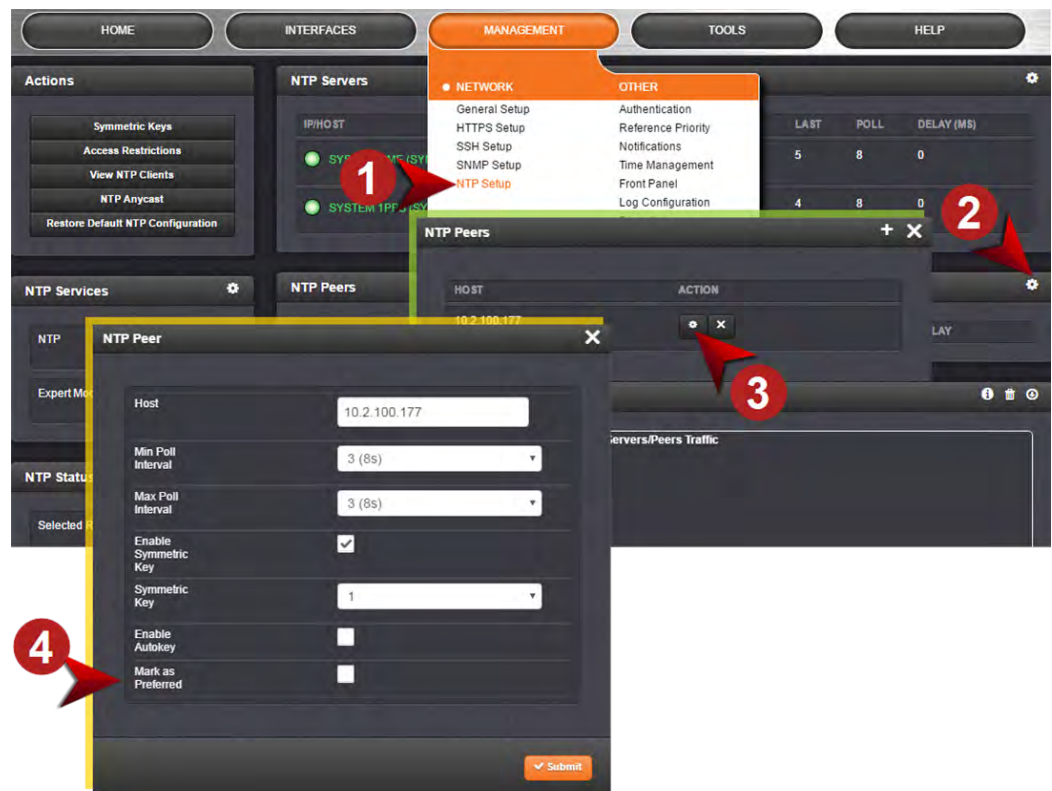 HOME
INTERFACES
MANAGEMENT
TOOLS
HELP
Actions
Symmetric Keys
Access Restrictions
View NTP Clients
NTP Anycast
Restore Default NTP Configuration
NTP Servers
IP/HOST
LAST POLL DELAY (MS)
5 8 0
SYSTEM 1PPS
4 8 0
NETWORK
General Setup
HTTPS Setup
SSH Setup
SNMP Setup
NTP Setup
OTHER
Authentication
Reference Priority
Notifications
Time Management
Front Panel
Log Configuration
1
2
NTP Services
NTP
Expert
NTP Peers
NTP Peers
HOST ACTION
10.2.100.177
3
Servers/Peers Traffic
NTP Status
Selected
NTP Peer
Host
10.2.100.177
Min Poll
Interval
3 (8s)
Max Poll
Interval
3 (8s)
Enable
Symmetric
Key
Symmetric
Key
1
Enable
Autokey
4
Mark as
Preferred
Submit